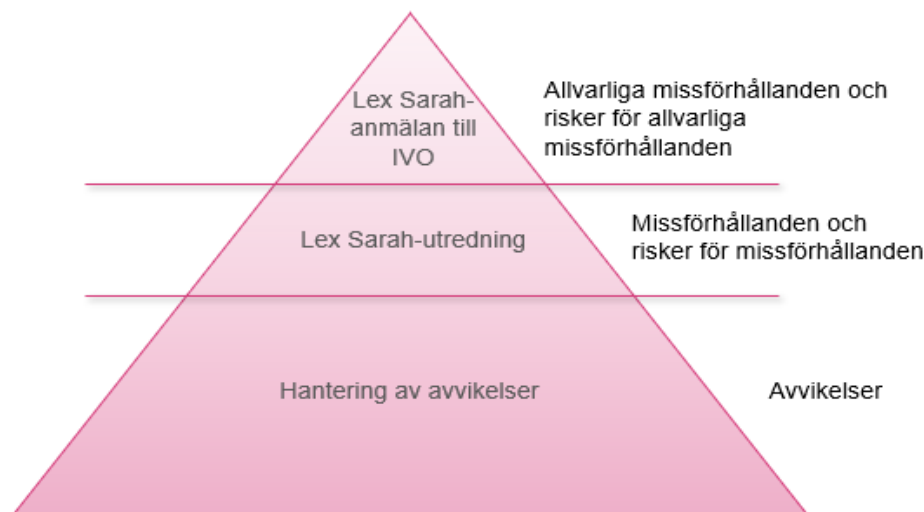 Lex Sarah-
anmälan till
IVO
Allvarliga missförhållanden och
risker för allvarliga
missförhållanden
Lex Sarah-utredning
Missförhållanden och
risker för missförhållanden
Hantering av avvikelser
Avvikelser